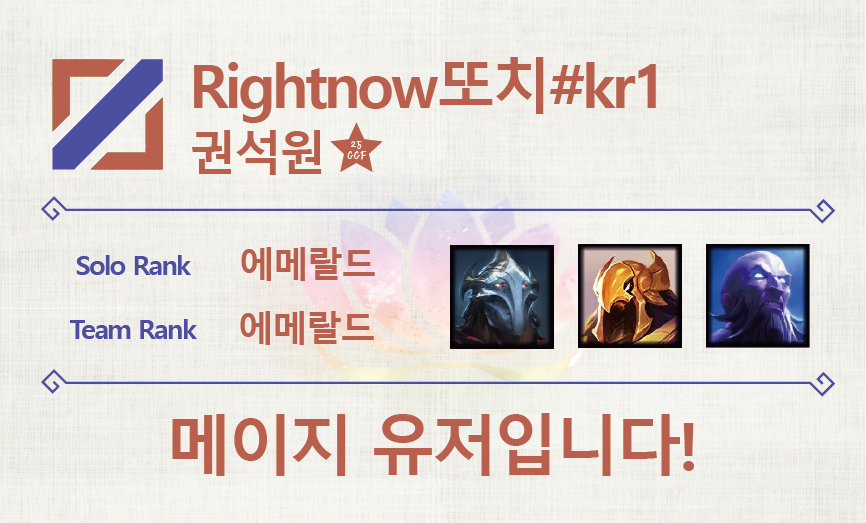 Rightnow또치#kr1
권석원
25
GGF
Solo Rank 에메랄드
Team Rank 에메랄드
메이지 유저입니다!